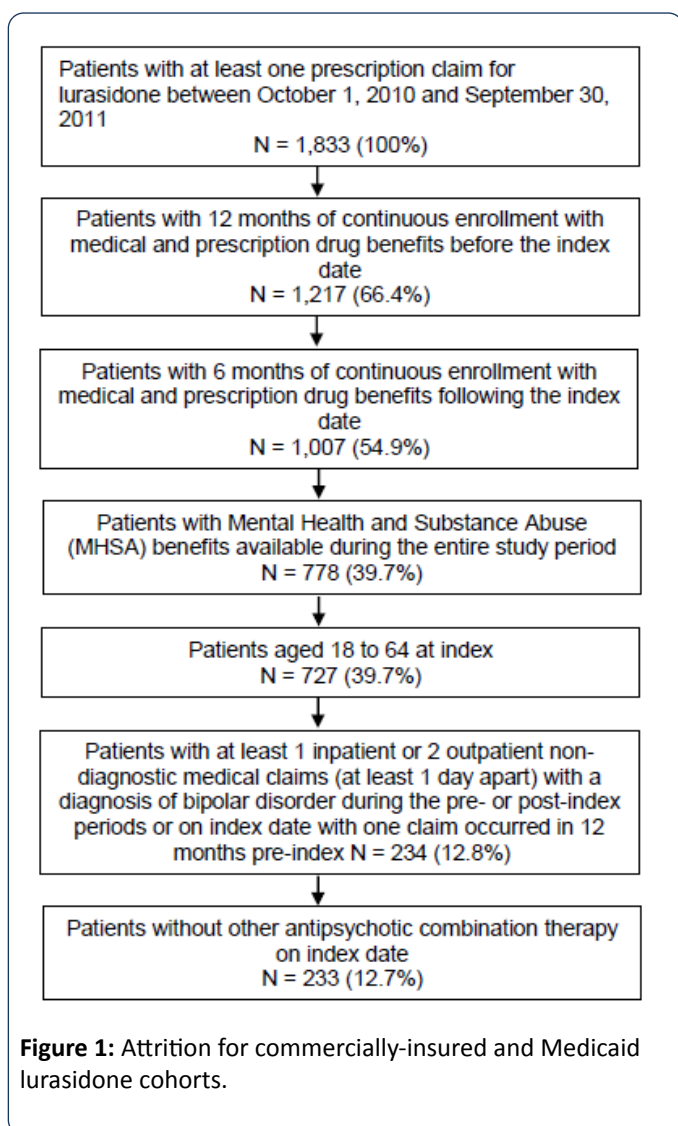 Patients with at least one prescription claim for
lurasidone between October 1, 2010 and September 30,
2011
N = 1,833 (100%)
Patients with 12 months of continuous enrollment with
medical and prescription drug benefits before the index
date
N = 1,217 (66.4%)
Patients with 6 months of continuous enrollment with
medical and prescription drug benefits following the index
date
N = 1,007 (54.9%)
Patients with Mental Health and Substance Abuse
(MHSA) benefits available during the entire study period
N = 778 (39.7%)
Patients aged 18 to 64 at index
N = 727 (39.7%)
Patients with at least 1 inpatient or 2 outpatient non-
diagnostic medical claims (at least 1 day apart) with a
diagnosis of bipolar disorder during the pre- or post-index
periods or on index date with one claim occurred in 12
months pre-index N = 234 (12.8%)
Patients without other antipsychotic combination therapy
on index date
N = 233 (12.7%)
Figure 1: Attrition for commercially-insured and Medicaid
lurasidone cohorts.